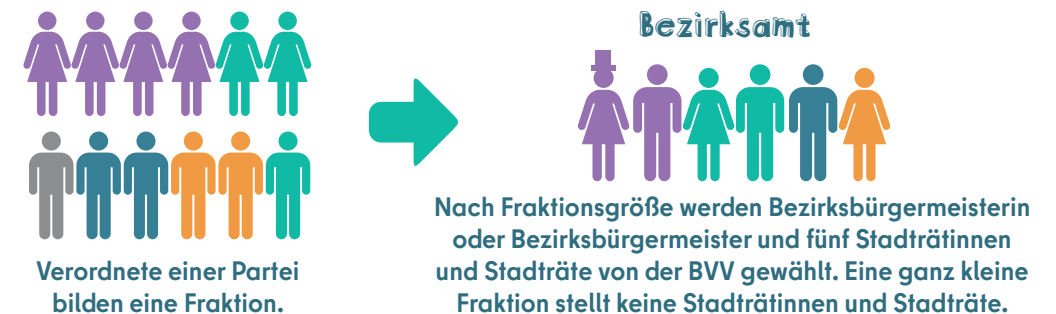 Bezirksamt
Verordnete einer Partei
bilden eine Fraktion.
Nach Fraktionsgröße werden Bezirksbürgermeisterin
oder Bezirksbürgermeister und fünf Stadträtinnen
und Stadträte von der BVV gewählt. Eine ganz kleine
Fraktion stellt keine Stadträtinnen und Stadträte.